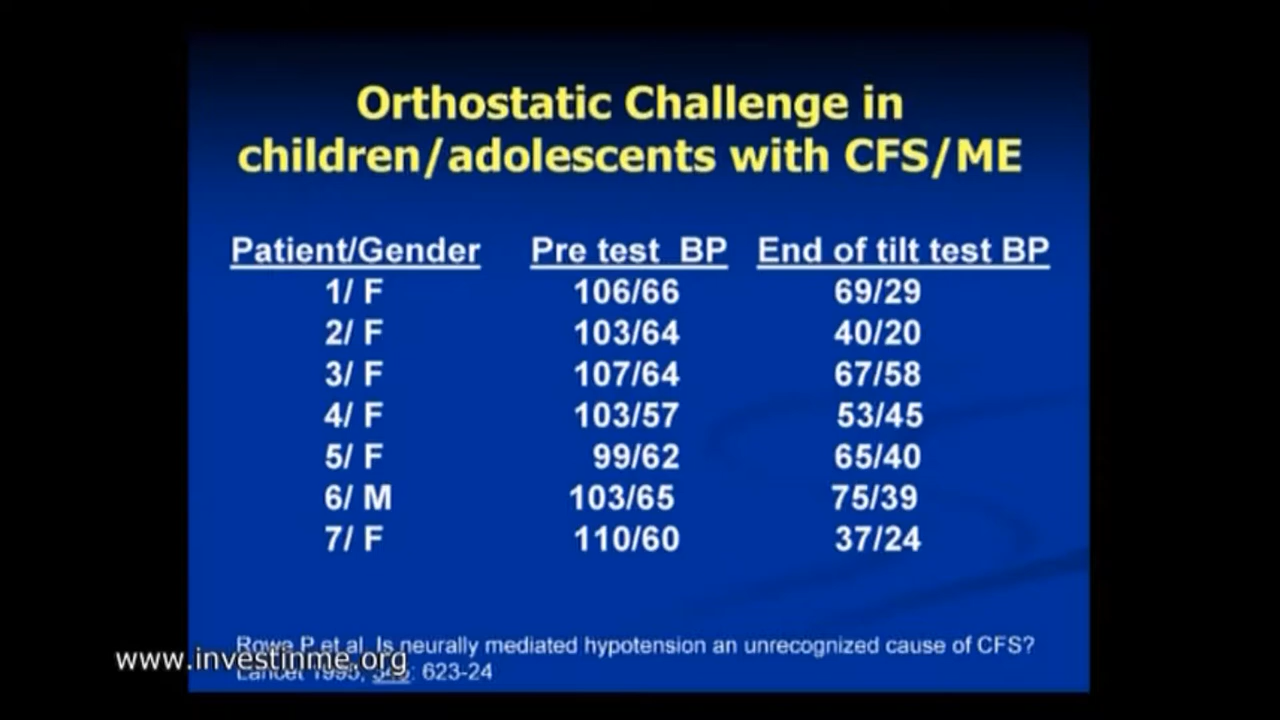 Orthostatic Challenge in
children/adolescents with CFS/ME
Patient/Gender Pre test BP End of tilt test BP
1/ F 106/66 69/29
2/ F 103/64 40/20
3/ F 107/64 67/58
4/ F 103/57 53/45
5/ F 99/62 65/40
6/ M 103/65 75/39
7/ F 110/60 37/24
Rowe P et al. Is neurally mediated hypotension an unrecognized cause of CFS?
www.investinme.org
Lancet 1995; : 623-24